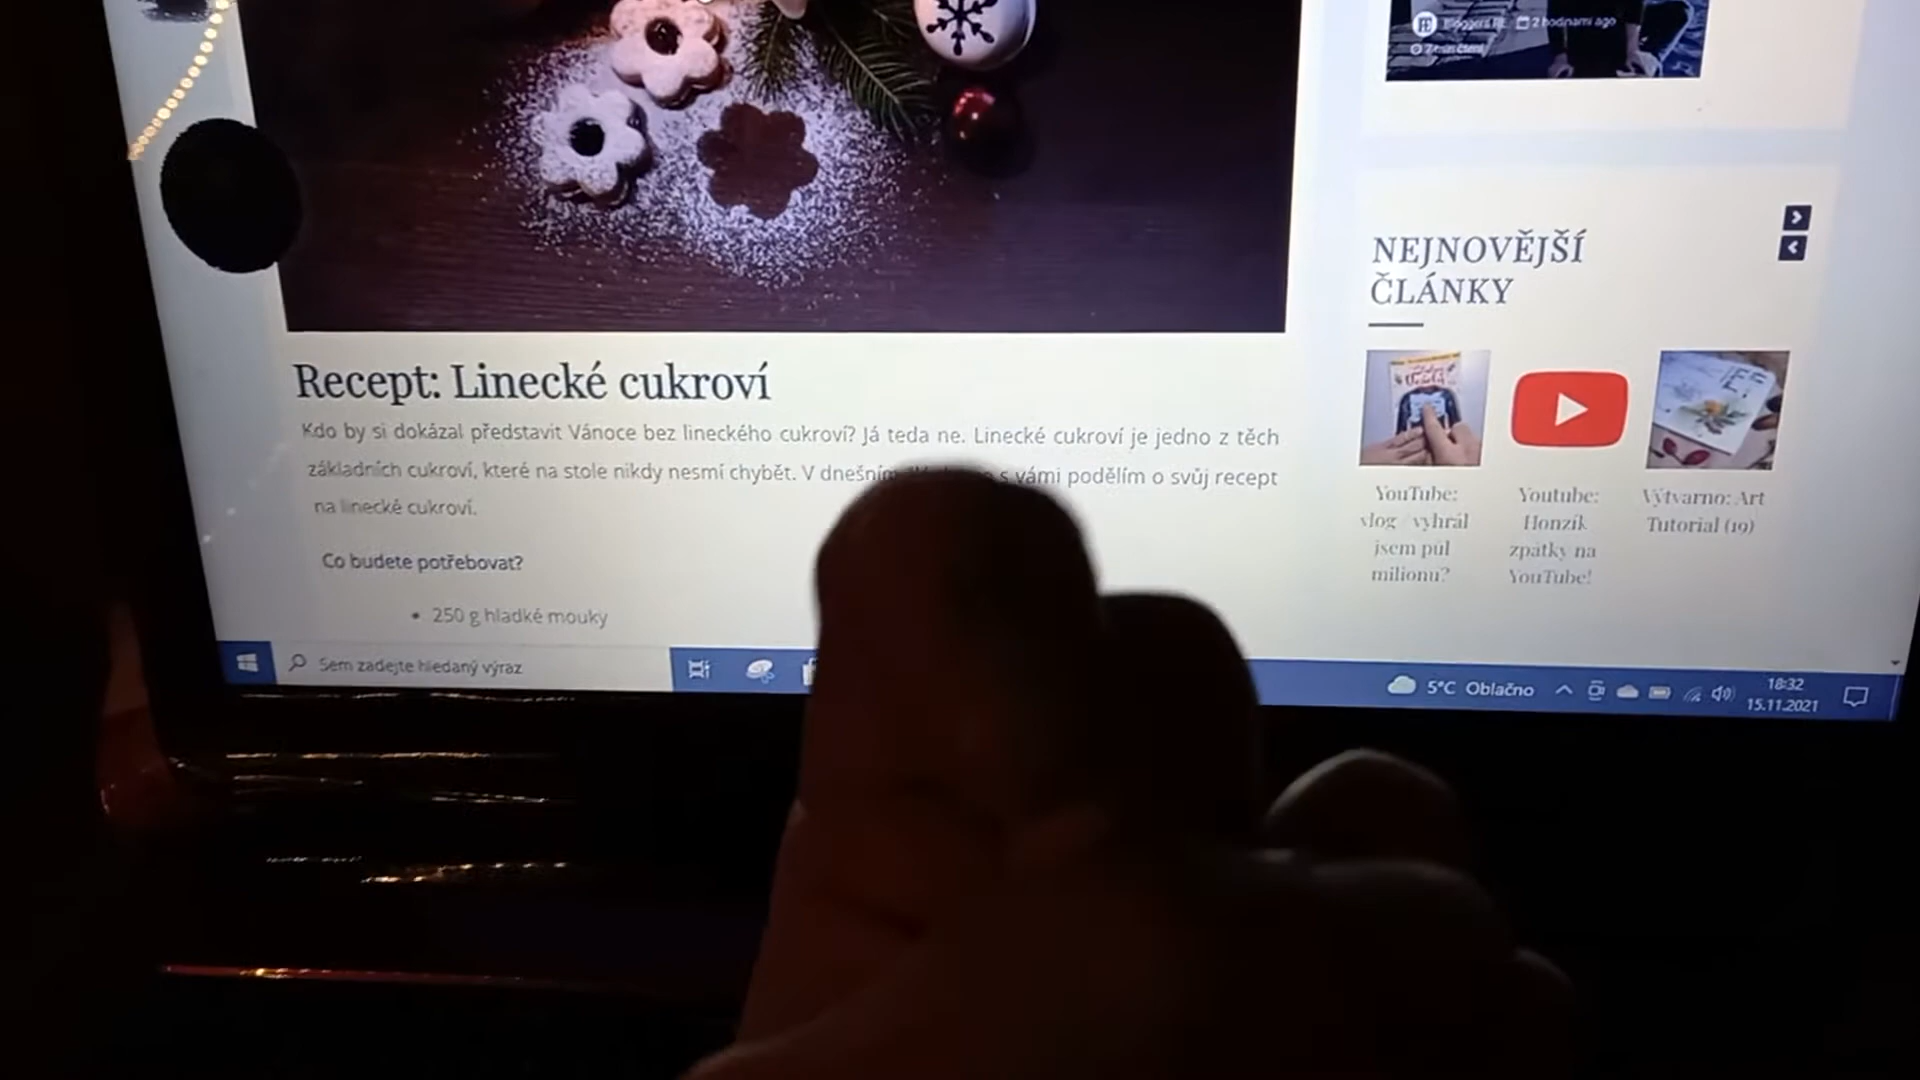 2 hodinami ago
NEJNOVĚJŠÍ
ČLÁNKY
Recept: Linecké cukroví
Kdo by si dokázal představit Vánoce bez lineckého cukroví? Já teda ne. Linecké cukroví je jedno z těch
základních cukroví, které na stole nikdy nesmí chybět. V dnešním s vámi podělím o svůj recept
na linecké cukroví.
Co budete potřebovat?
• 250 g hladké mouky
YouTube:
vlog vyhrál
jsem půl
milionu?
Youtube:
Honzík
zpátky na
YouTube!
Výtvarno: Art
Tutorial (19)
Sem zadejte hledaný výraz
5°C Oblačno
18:32
15.11.2021